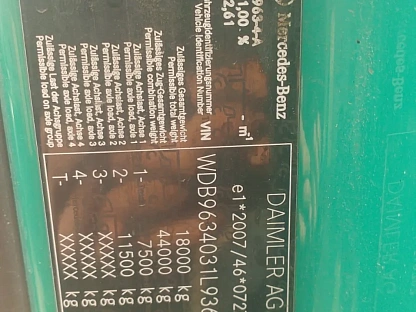 Mercedes-Benz
DAIMLER AG
963-4-A
e1*2007/46*072
1,00 % - m¹
2,61
Fahrzeugidentifizierungsnummer
Vehicle Identification number VIN
WDB9634031L936
Zulässiges Gesamtgewicht
Permissible total weight 18000 kg
Zulässiges Zug-Gesamtgewicht
Permissible combination weight 44000 kg
Zulässige Achslast, Achse 1
Permissible axle load, axle 1 1- 7500 kg
Zulässige Achslast, Achse 2
Permissible axle load, axle 2 2- 11500 kg
Zulässige Achslast, Achse 3
Permissible axle load, axle 3 3- XXXXX kg
Zulässige Achslast, Achse 4
Permissible axle load, axle 4 4- XXXXX kg
Zulässige Last der Achsgruppe
Permissible load on axle group T- XXXXX kg